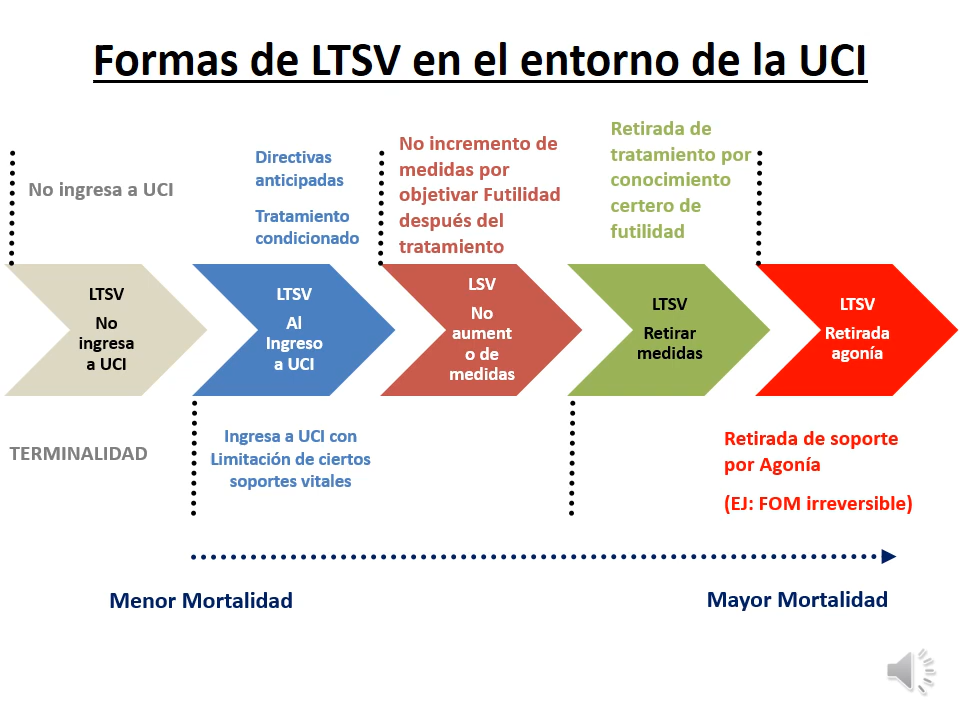 Formas de LTSV en el entorno de la UCI
No ingresa a UCI
Directivas
anticipadas
Tratamiento
condicionado
No incremento de
medidas por
objetivar Futilidad
después del
tratamiento
Retirada de
tratamiento por
conocimiento
certero de
futilidad
LTSV
No
ingresa
a UCI
LTSV
Al
Ingreso
a UCI
LSV
No
aument
o de
medidas
LTSV
Retirar
medidas
LTSV
Retirada
agonía
TERMINALIDAD
Ingresa a UCI con
Limitación de ciertos
soportes vitales
Retirada de soporte
por Agonía
(EJ: FOM irreversible)
Menor Mortalidad
Mayor Mortalidad